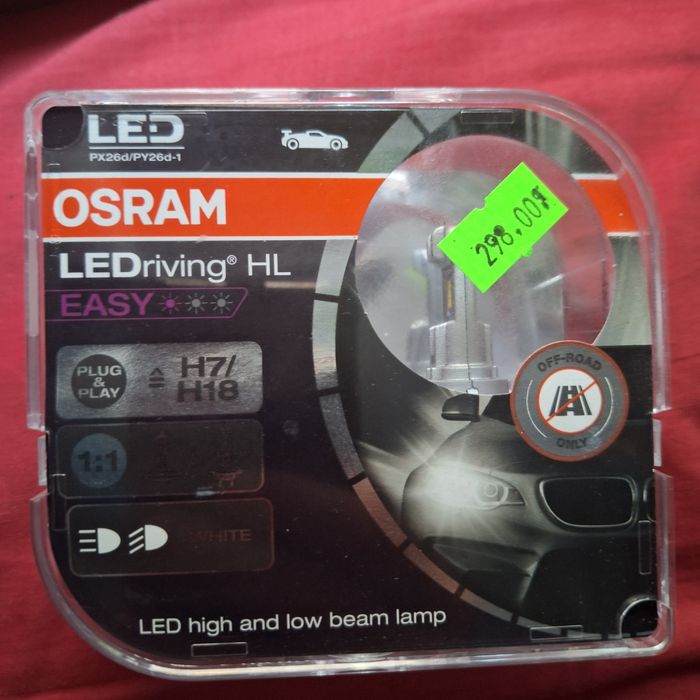 LED
PX26d/PY26d-1
OSRAM
298.00
LEDriving® HL
EASY
PLUG
&
PLAY
H7/
H18
OFF-ROAD
ONLY
1:1
WHITE
LED high and low beam lamp